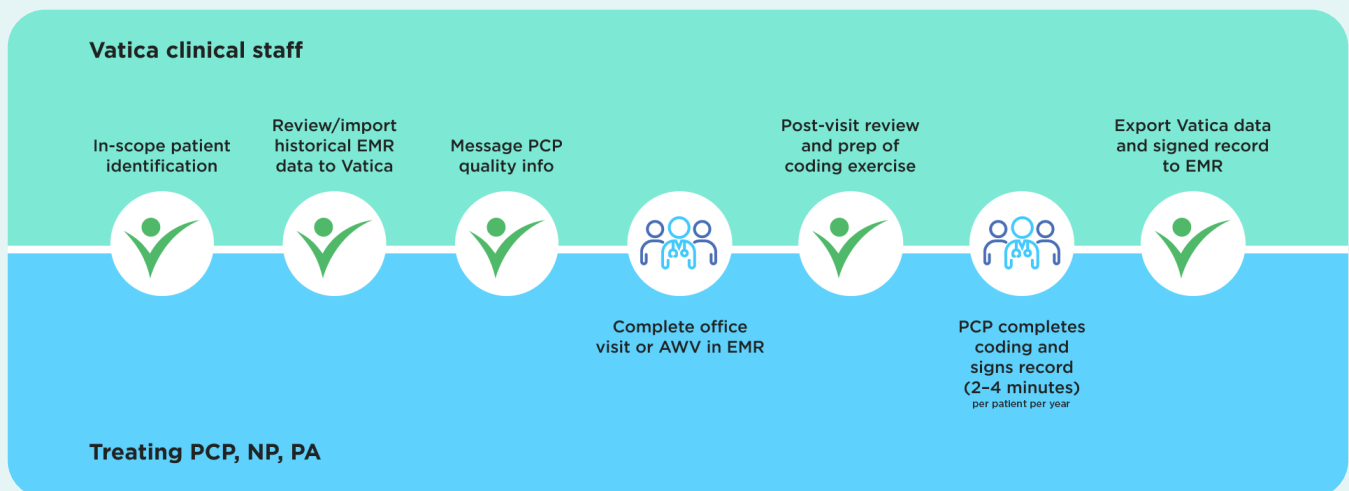 Vatica clinical staff
In-scope patient
identification
Review/import
historical EMR
data to Vatica
Message PCP
quality info
Complete office
visit or AWV in EMR
Post-visit review
and prep of
coding exercise
PCP completes
coding and
signs record
(2–4 minutes)
per patient per year
Export Vatica data
and signed record
to EMR
Treating PCP, NP, PA